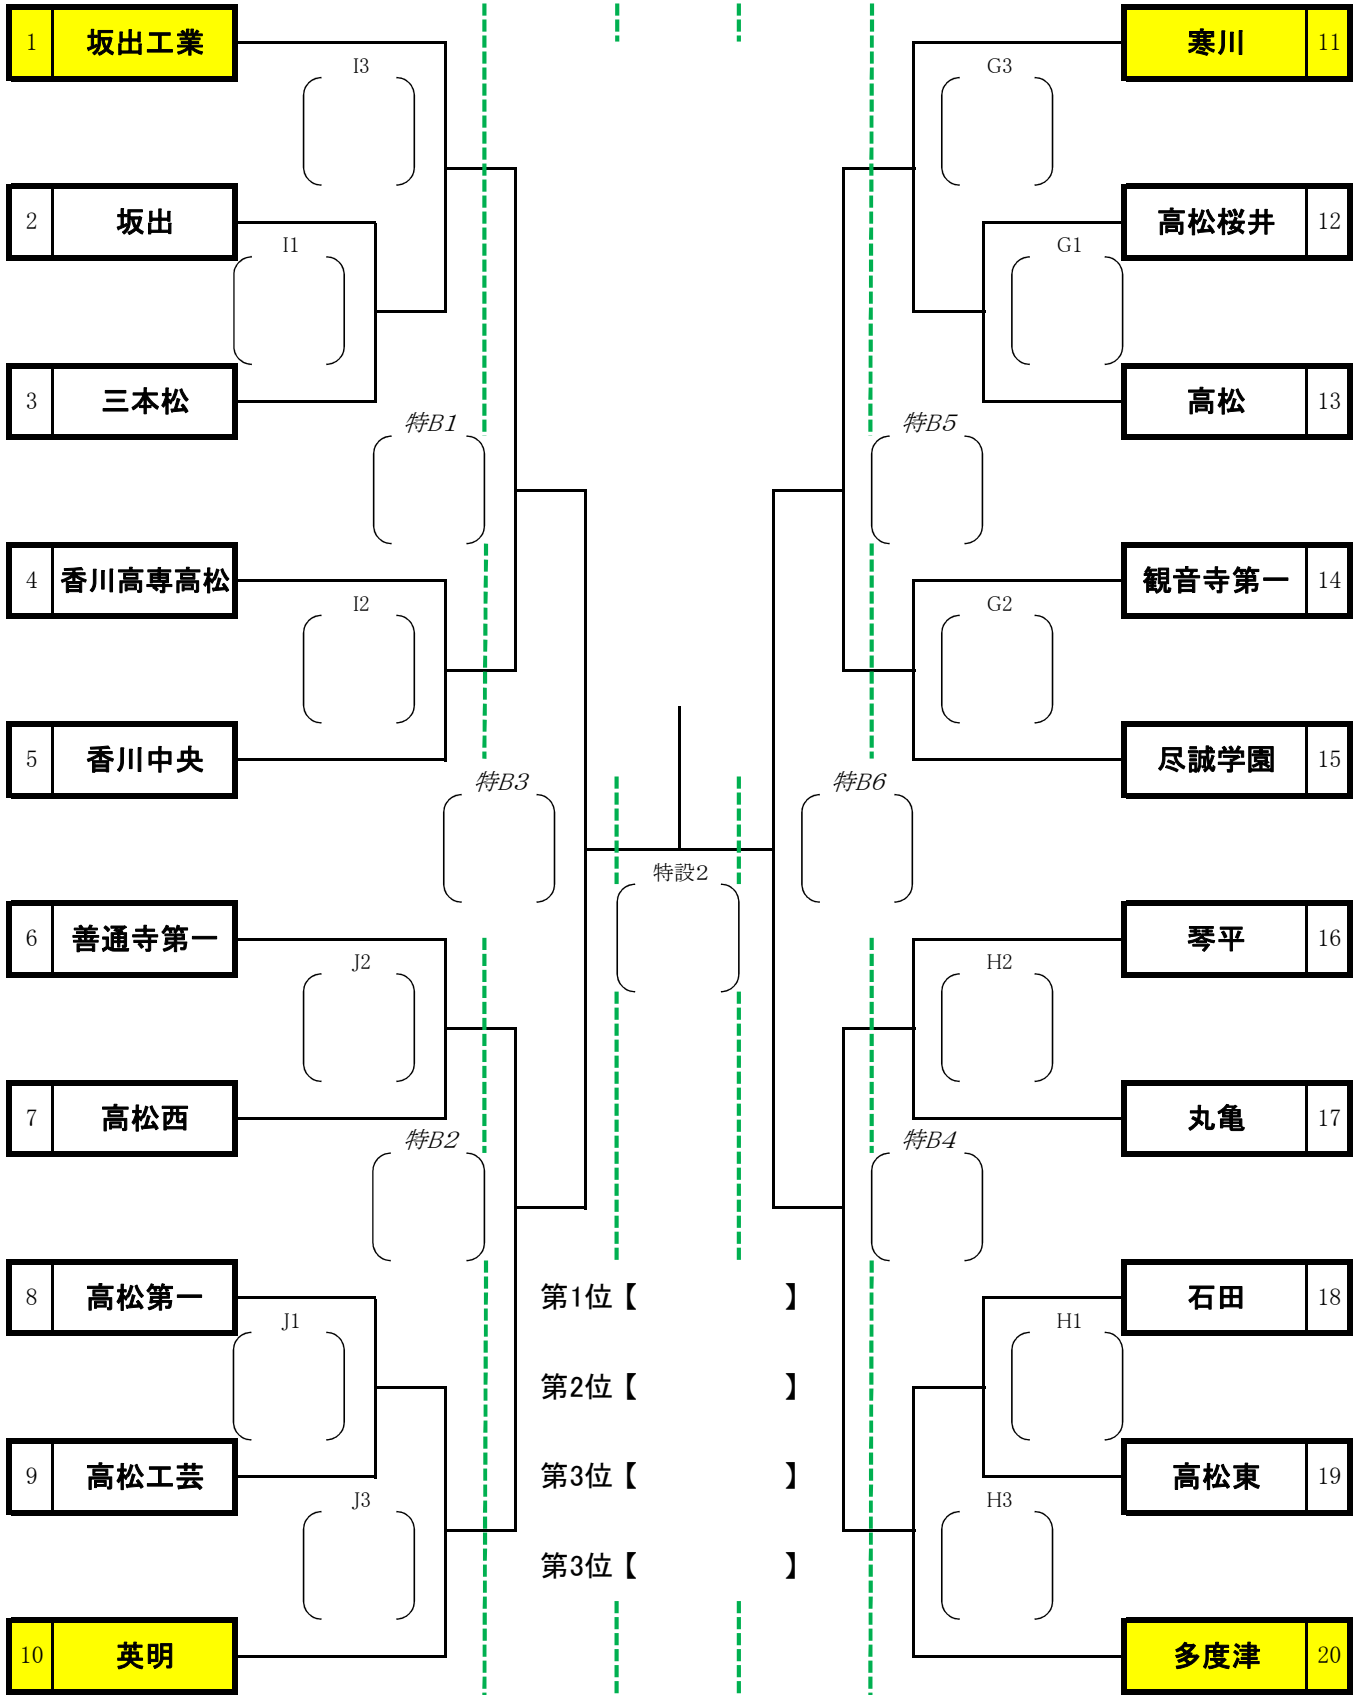 1 坂出工業
I3
2 坂出
I1
3 三本松
特B1
4 香川高専高松
I2
5 香川中央
特B3
6 善通寺第一
J2
7 高松西
特B2
8 高松第一
J1
9 高松工芸
J3
10 英明
特設2
第1位【 】
第2位【 】
第3位【 】
第3位【 】
寒川 11
G3
高松桜井 12
G1
高松 13
特B5
観音寺第一 14
G2
尽誠学園 15
特B6
琴平 16
H2
丸亀 17
特B4
石田 18
H1
高松東 19
H3
多度津 20